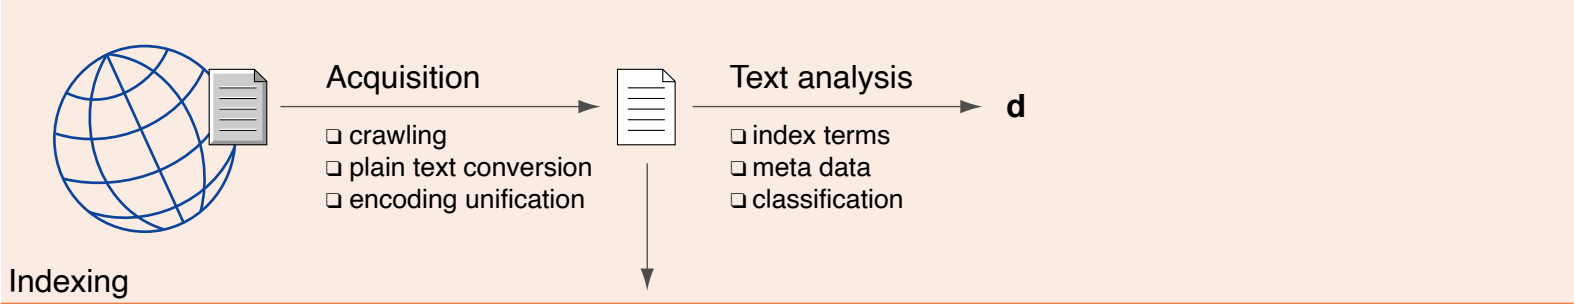 Acquisition
❏ crawling
❏ plain text conversion
❏ encoding unification
Text analysis
❏ index terms
❏ meta data
❏ classification
d
Indexing